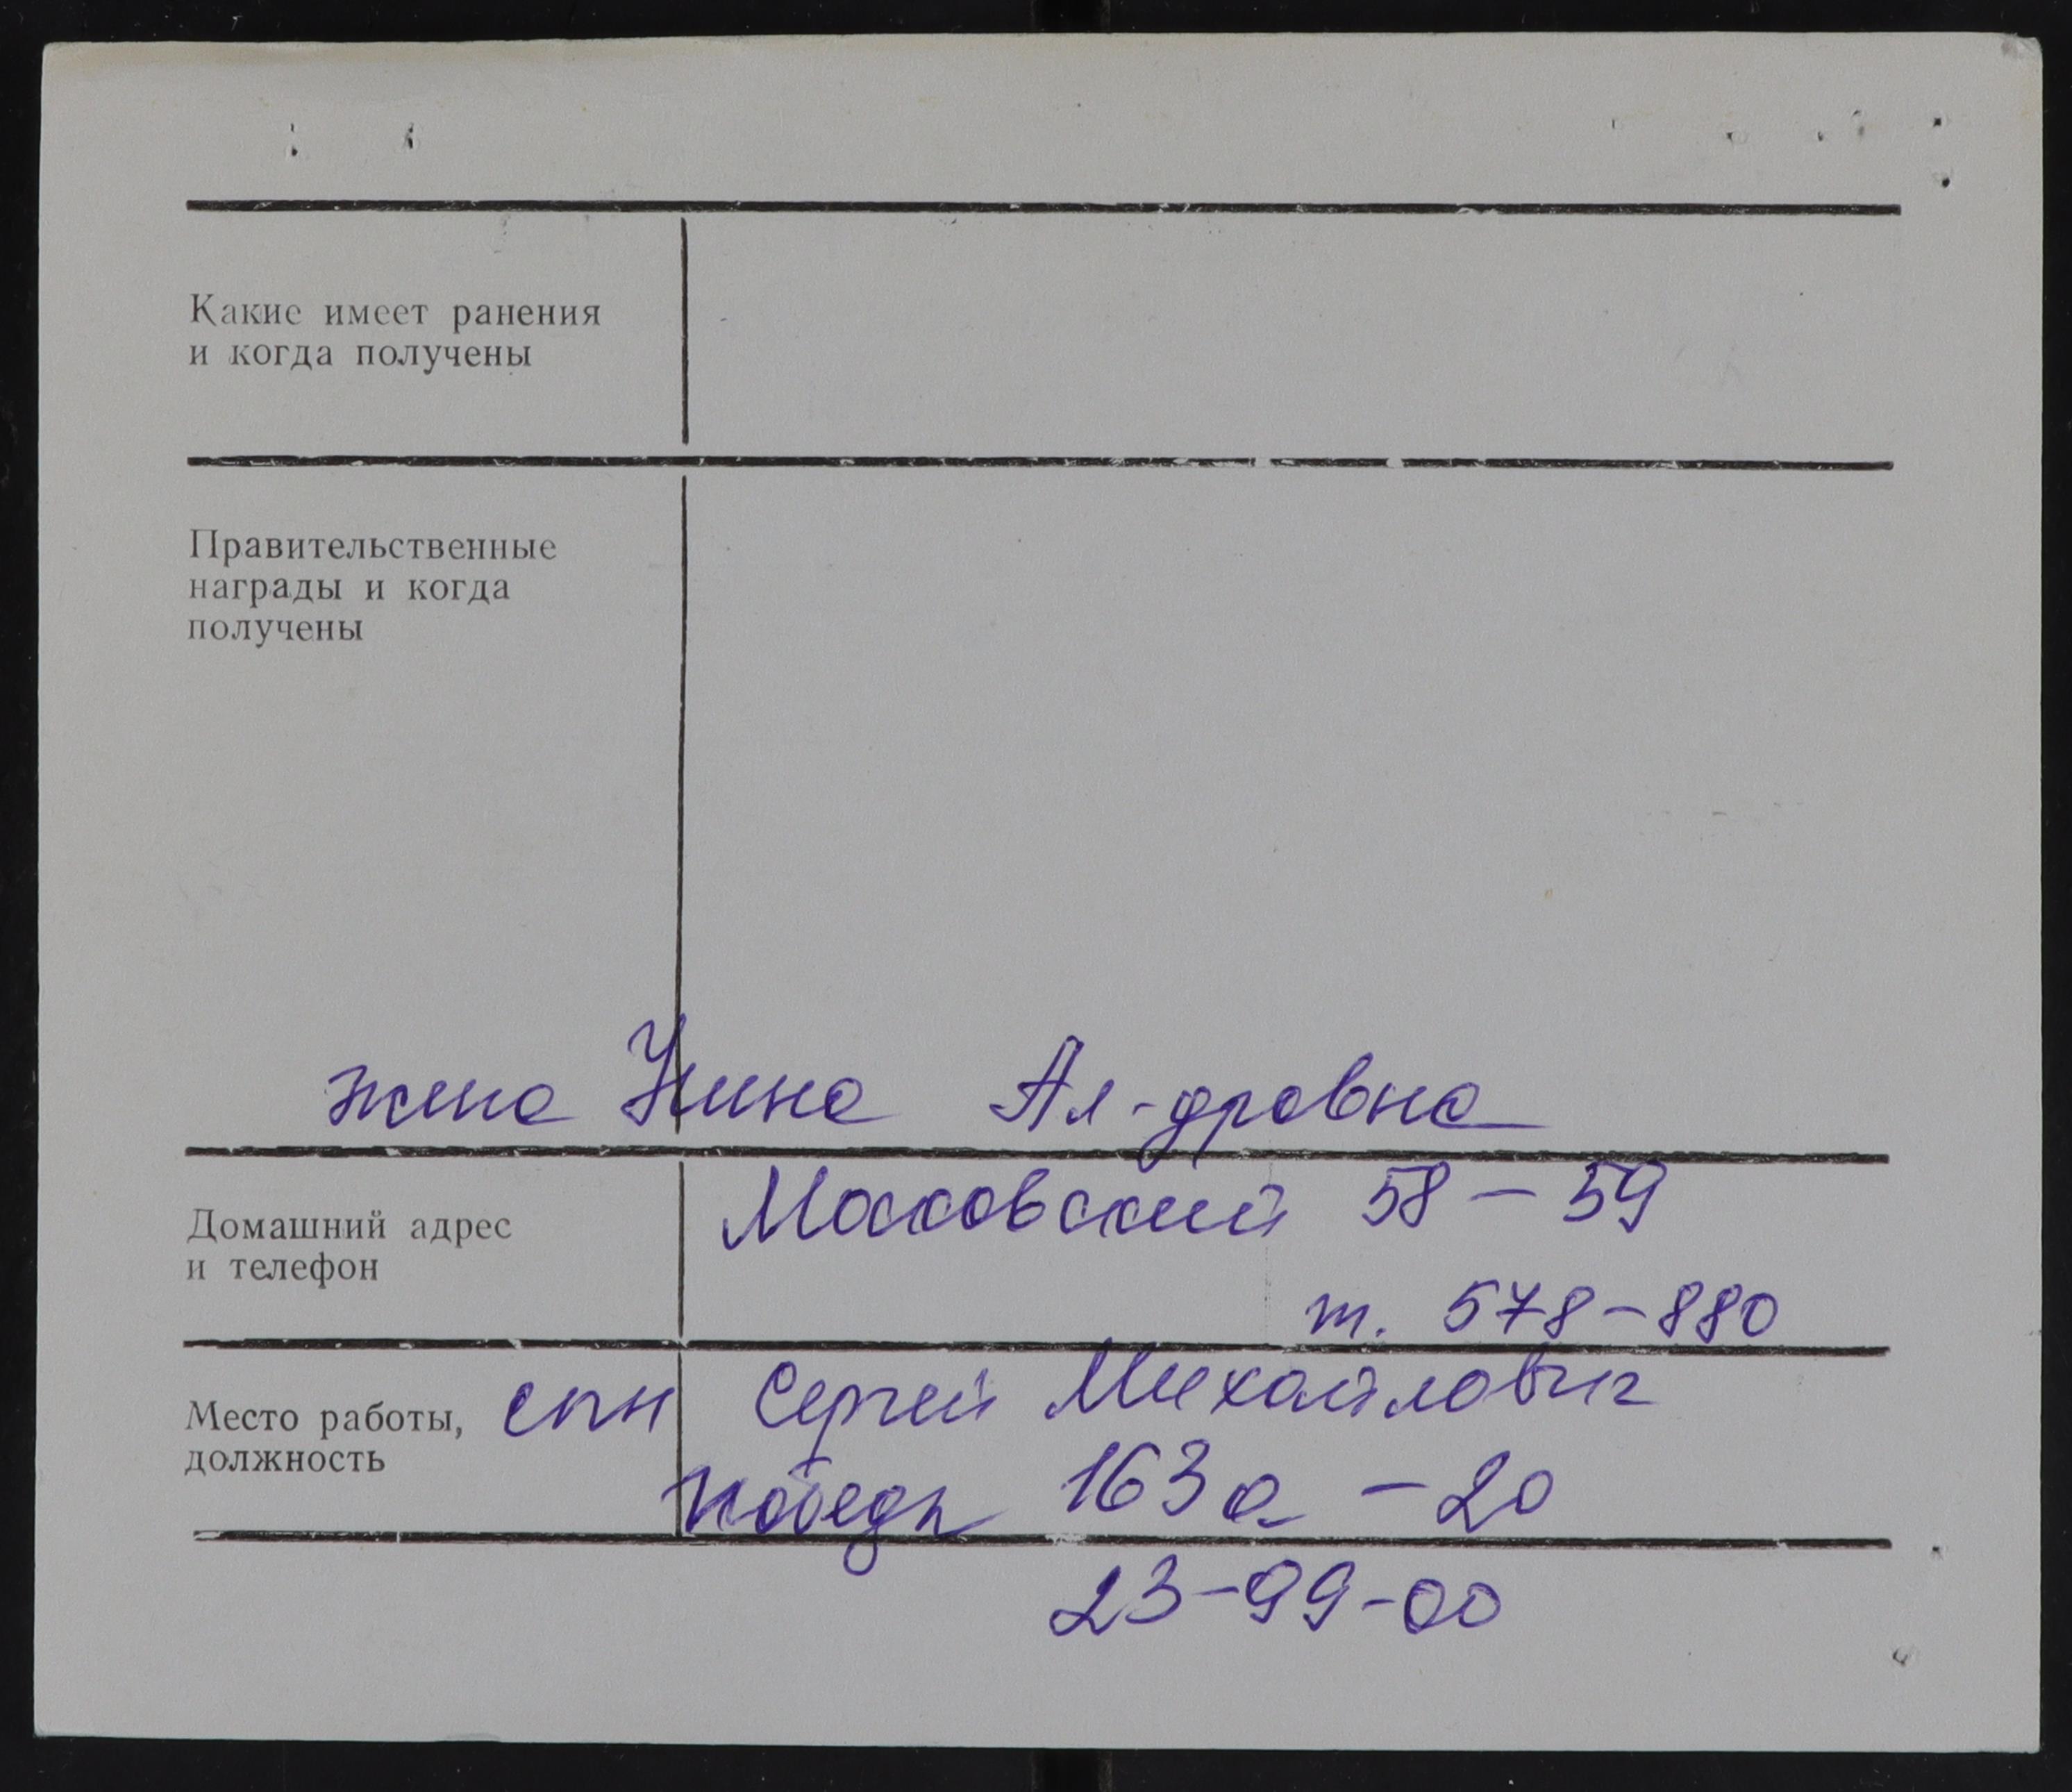 Какие имеет ранения
и когда получены
Правительственные
награды и когда
получены
жена Нина Ал-дровна
Домашний адрес
и телефон
Московский 58 – 59
т. 578-880
Место работы,
должность
сын Сергей Михайлович
Победы 163а – 20
23-99-00